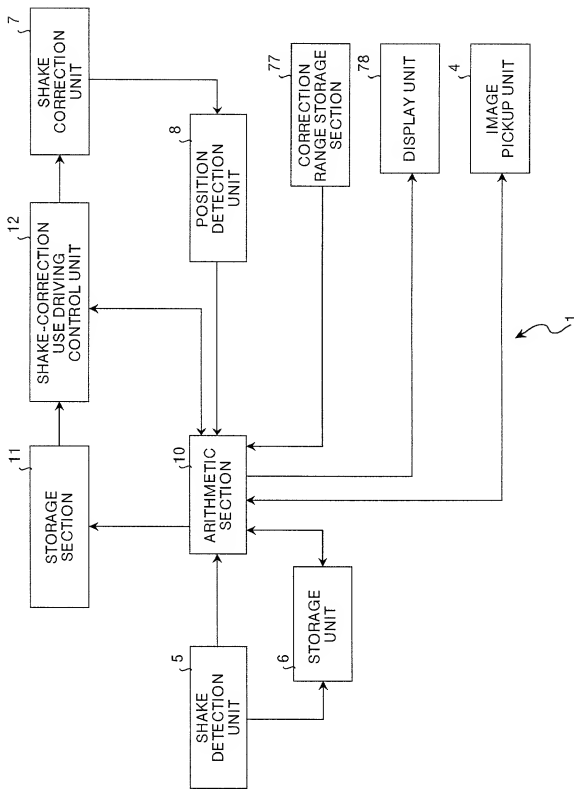 11
STORAGE
SECTION
12
SHAKE-CORRECTION
USE DRIVING
CONTROL UNIT
7
SHAKE
CORRECTION
UNIT
5
SHAKE
DETECTION
UNIT
10
ARITHMETIC
SECTION
8
POSITION
DETECTION
UNIT
6
STORAGE
UNIT
77
CORRECTION
RANGE STORAGE
SECTION
78
DISPLAY UNIT
4
IMAGE
PICKUP UNIT
1